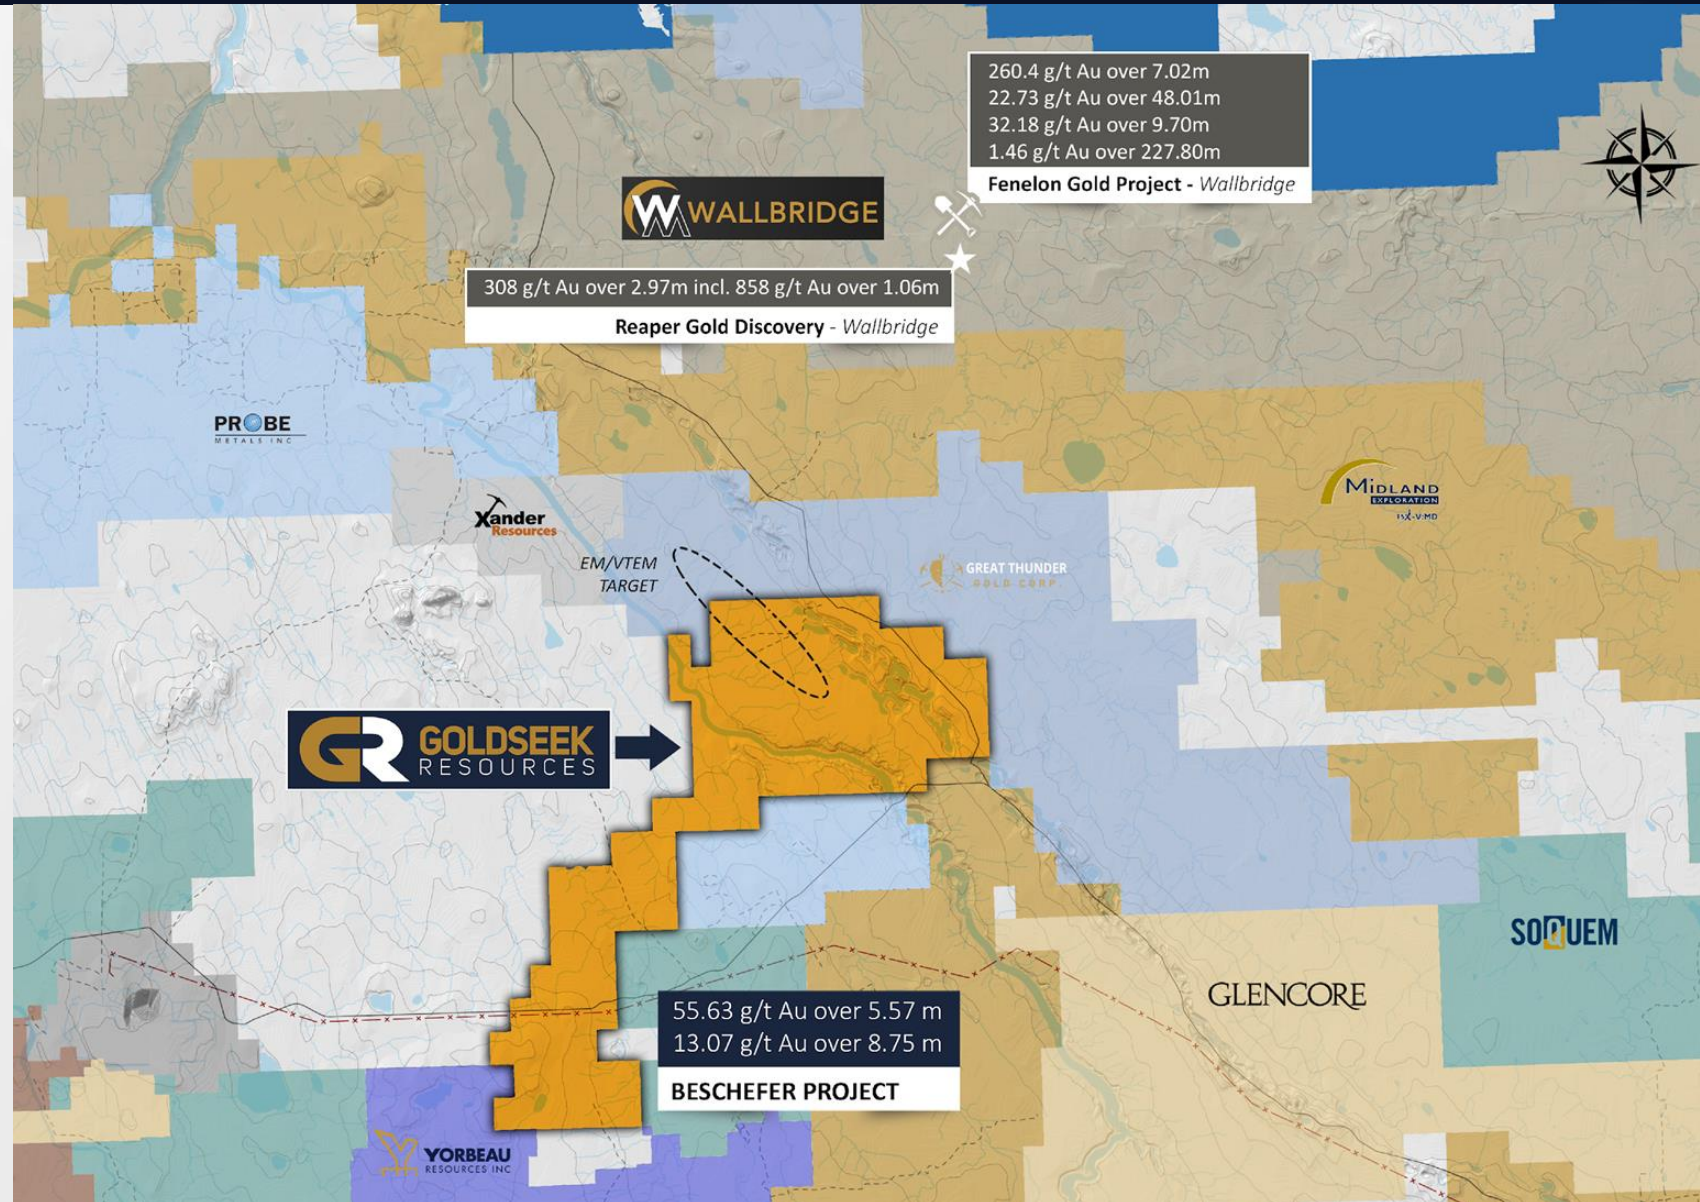 260.4 g/t Au over 7.02m
22.73 g/t Au over 48.01m
32.18 g/t Au over 9.70m
1.46 g/t Au over 227.80m
Fenelon Gold Project - Wallbridge
WALLBRIDGE
308 g/t Au over 2.97m incl. 858 g/t Au over 1.06m
Reaper Gold Discovery - Wallbridge
PROBE
METALS INC
MIDLAND
EXPLORATION
TSX-V:MD
Xander
Resources
EM/VTEM
TARGET
GREAT THUNDER
GOLD CORP.
GR GOLDSEEK
RESOURCES
SOQUEM
GLENCORE
55.63 g/t Au over 5.57 m
13.07 g/t Au over 8.75 m
BESCHEFER PROJECT
YORBEAU
RESOURCES INC